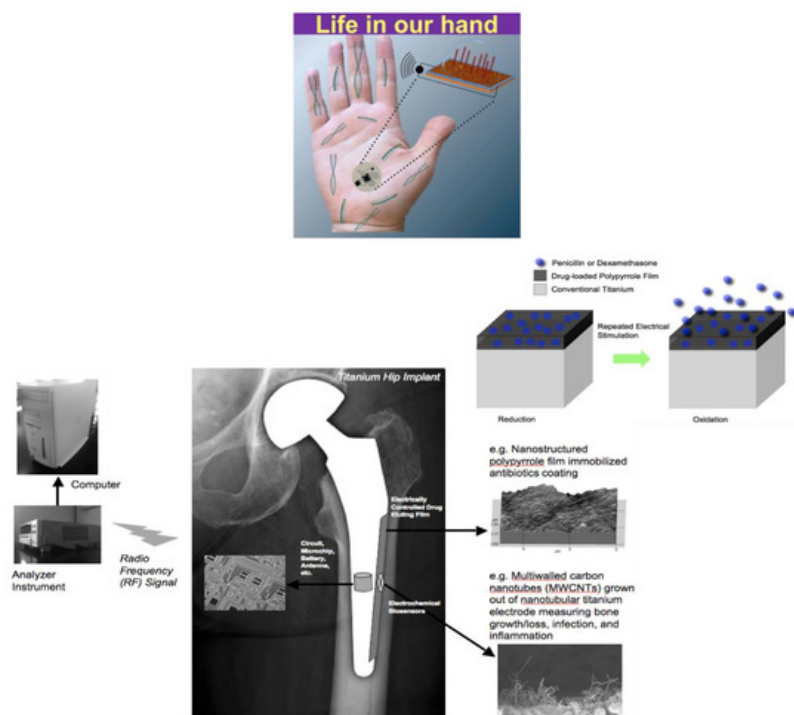 Life in our hand
Penicillin or Dexamethasone
Drug-loaded Polypyrrole Film
Conventional Titanium
Repeated Electrical
Stimulation
Reduction
Oxidation
Titanium Hip Implant
Computer
Analyzer
Instrument
Radio
Frequency
(RF) Signal
Circuit,
Microchip,
Battery,
Antenna,
etc.
Electrically
Controlled Drug
Eluting Film
Electrochemical
Biosensors
e.g. Nanostructured
polypyrrole film immobilized
antibiotics coating
e.g. Multiwalled carbon
nanotubes (MWCNTs) grown
out of nanotubular titanium
electrode measuring bone
growth/loss, infection, and
inflammation